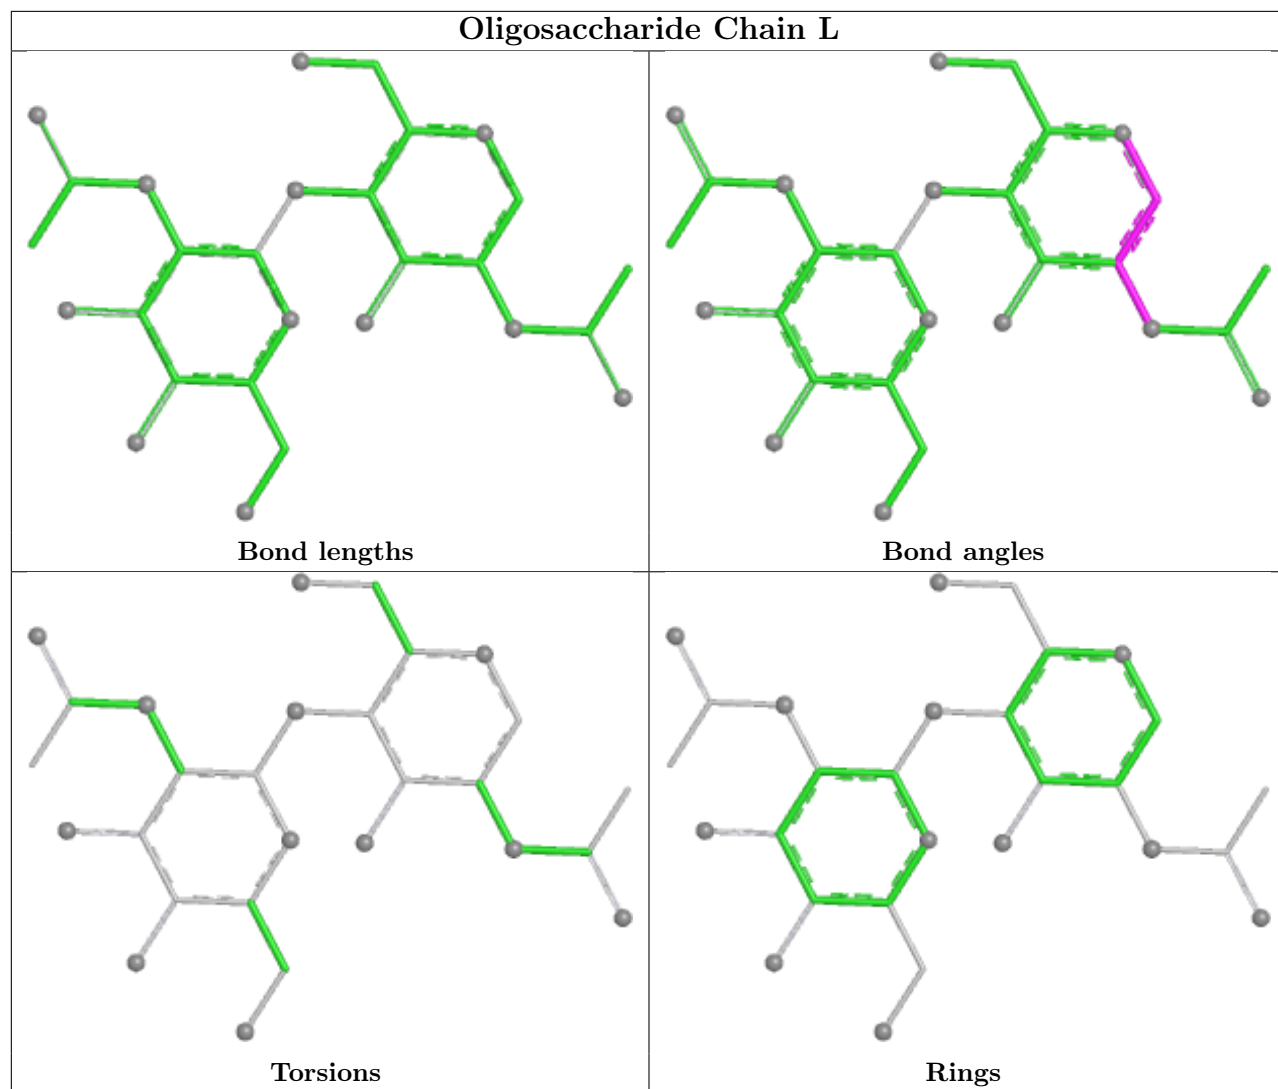 Oligosaccharide Chain L
Bond lengths
Bond angles
Torsions
Rings